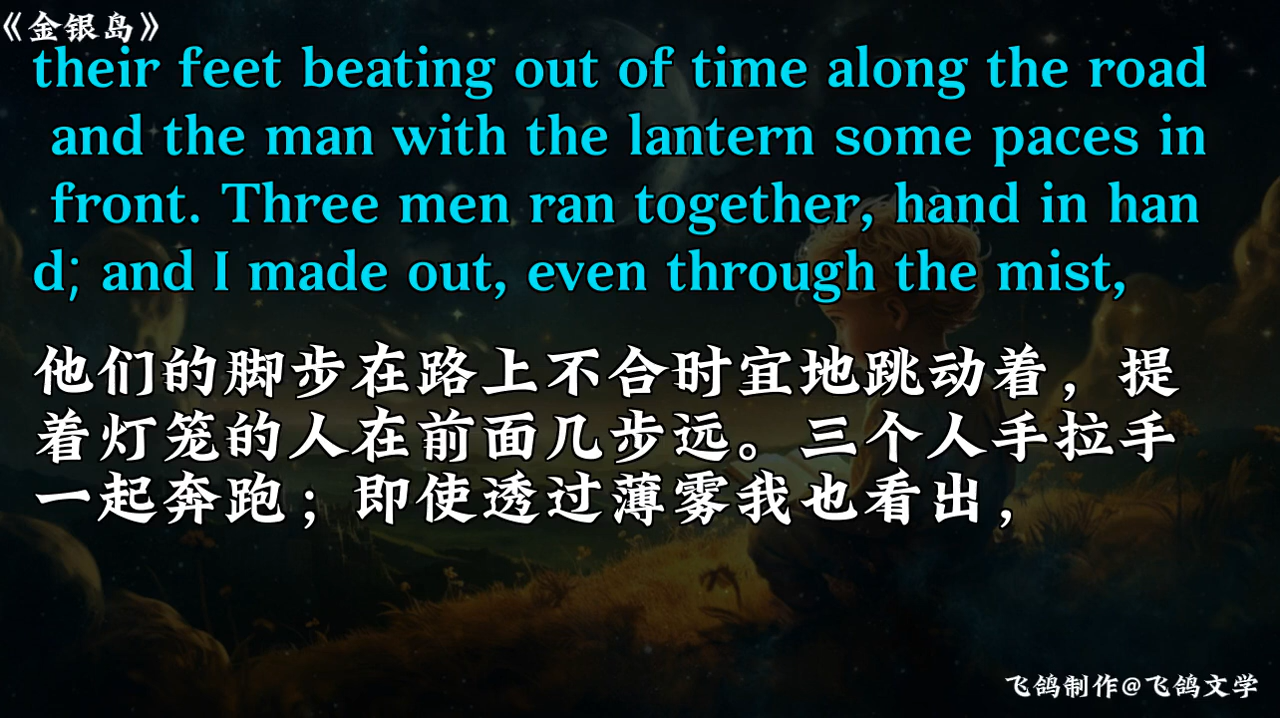 《金银岛》
their feet beating out of time along the road
and the man with the lantern some paces in
front. Three men ran together, hand in han
d; and I made out, even through the mist,
他们的脚步在路上不合时宜地跳动着，提
着灯笼的人在前面几步远。三个人手拉手
一起奔跑；即使透过薄雾我也看出，
飞鸽制作@飞鸽文学